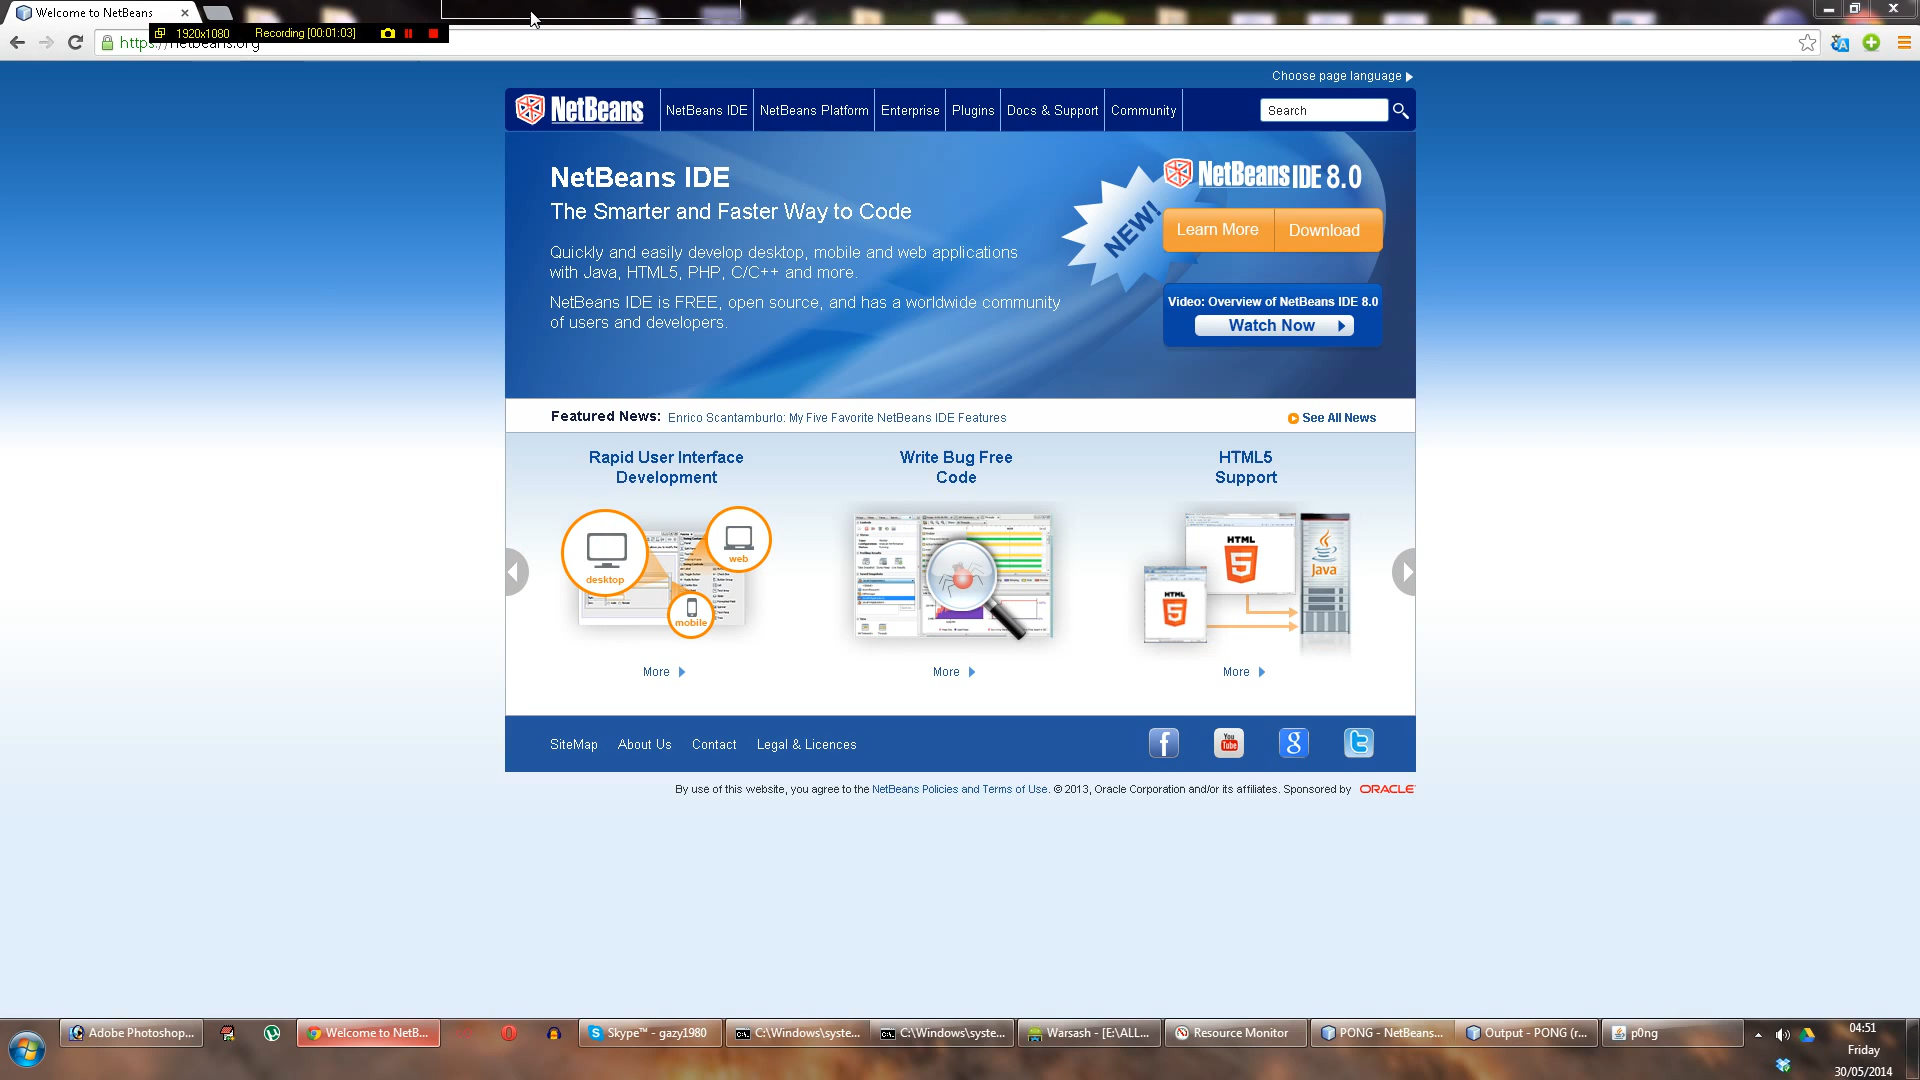 Welcome to NetBeans
1920x1080 Recording [00:01:03]
https://netbeans.org
Choose page language
NetBeans
NetBeans IDE
NetBeans Platform
Enterprise
Plugins
Docs & Support
Community
Search
NetBeans IDE
The Smarter and Faster Way to Code
Quickly and easily develop desktop, mobile and web applications
with Java, HTML5, PHP, C/C++ and more.
NetBeans IDE is FREE, open source, and has a worldwide community
of users and developers.
NEW!
NetBeans IDE 8.0
Learn More
Download
Video: Overview of NetBeans IDE 8.0
Watch Now
Featured News: Enrico Scantamburlo: My Five Favorite NetBeans IDE Features
See All News
Rapid User Interface
Development
desktop
web
mobile
More
Write Bug Free
Code
More
HTML5
Support
HTML
5
HTML
5
Java
More
SiteMap
About Us
Contact
Legal & Licences
f
You
Tube
g
t
By use of this website, you agree to the NetBeans Policies and Terms of Use. © 2013, Oracle Corporation and/or its affiliates. Sponsored by ORACLE
Adobe Photoshop...
Welcome to NetB...
Skype™ - gazy1980
C:\Windows\syste...
C:\Windows\syste...
Warsash - [E:\ALL...
Resource Monitor
PONG - NetBeans...
Output - PONG (r...
p0ng
04:51
Friday
30/05/2014